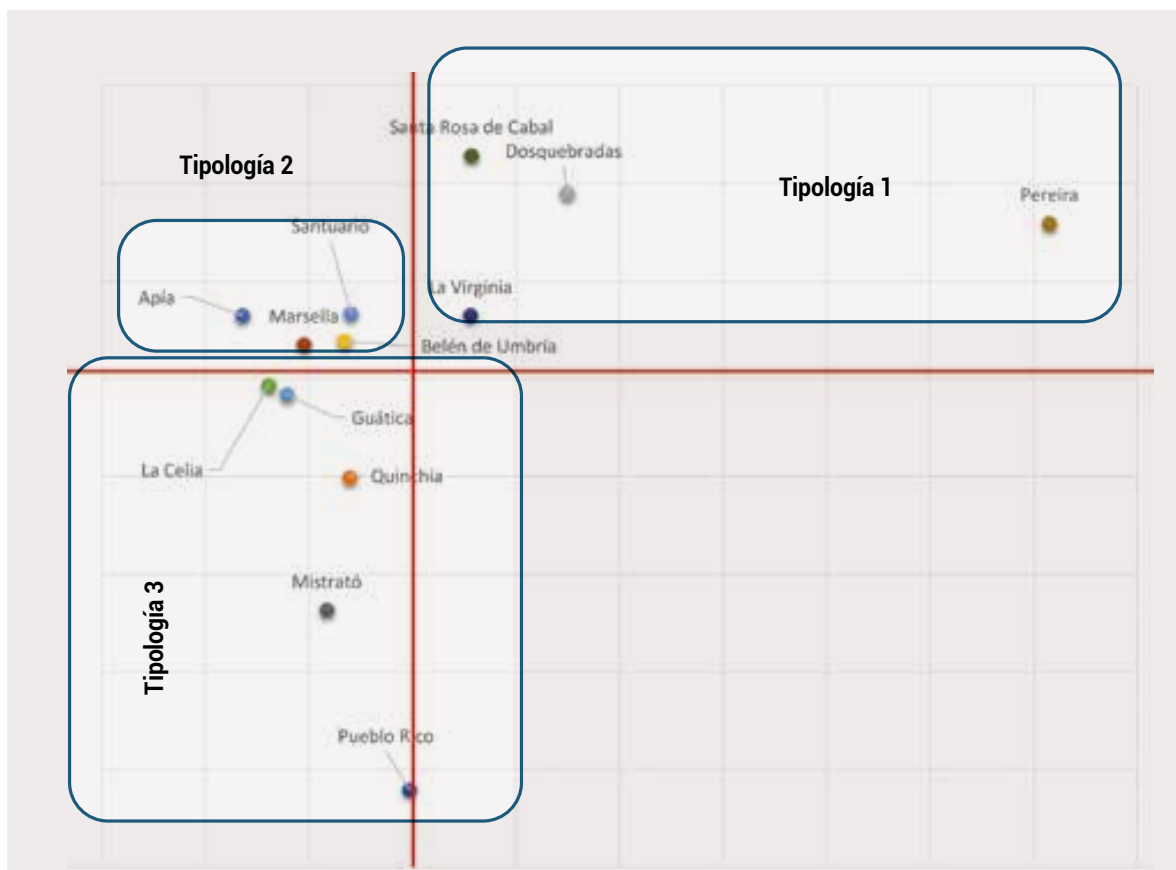 Santa Rosa de Cabal
Dosquebradas
Tipología 2
Tipología 1
Pereira
Santuario
La Virginia
Apía
Marsella
Belén de Umbría
Guática
La Celia
Quinchía
Mistrató
Tipología 3
Pueblo Rico